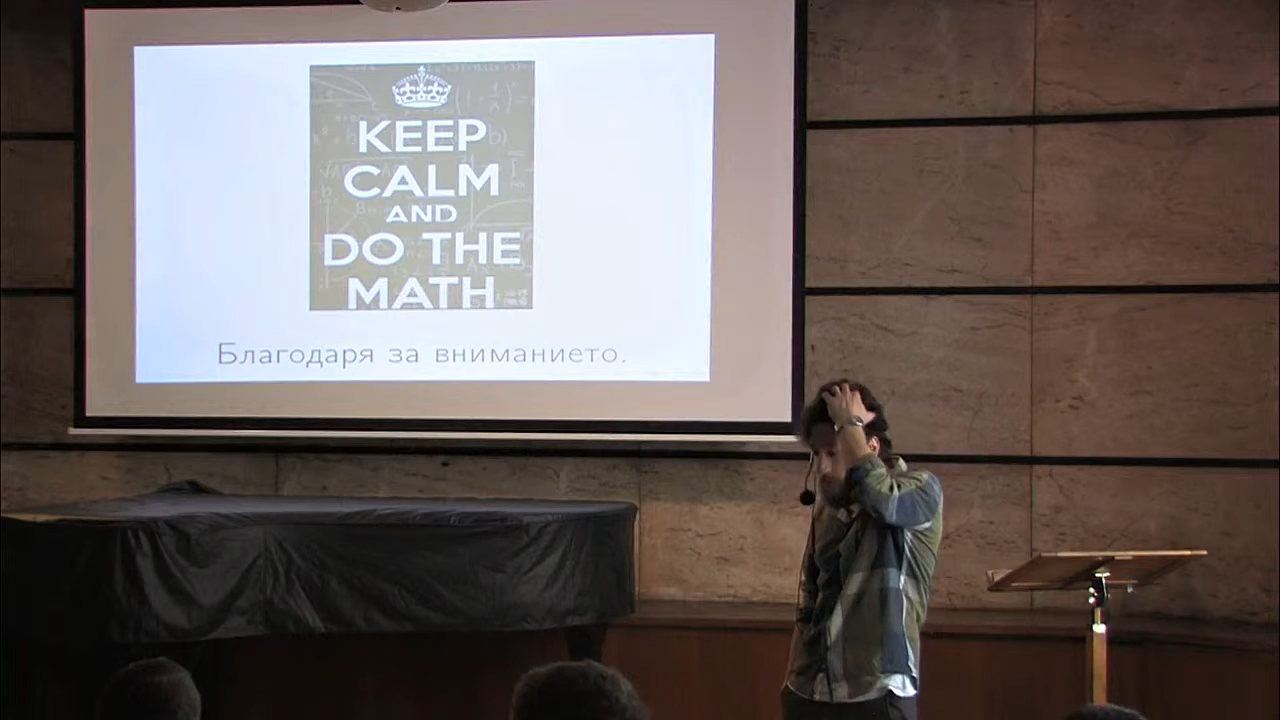 KEEP
CALM
AND
DO THE
MATH
Благодаря за вниманието.